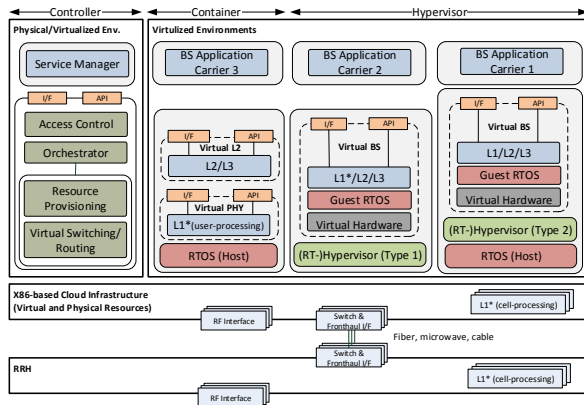 Controller
Container
Hypervisor
Physical/Virtualized Env.
Virtulized Environments
Service Manager
I/F
API
Access Control
Orchestrator
Resource
Provisioning
Virtual Switching/
Routing
BS Application
Carrier 3
I/F
API
Virtual L2
L2/L3
I/F
API
Virtual PHY
L1*(user-processing)
RTOS (Host)
BS Application
Carrier 2
I/F
API
Virtual BS
L1*/L2/L3
Guest RTOS
Virtual Hardware
(RT-)Hypervisor (Type 1)
BS Application
Carrier 1
I/F
API
Virtual BS
L1/L2/L3
Guest RTOS
Virtual Hardware
(RT-)Hypervisor (Type 2)
RTOS (Host)
X86-based Cloud Infrastructure
(Virtual and Physical Resources)
RF Interface
Switch &
Fronthaul I/F
L1* (cell-processing)
Fiber, microwave, cable
Switch &
Fronthaul I/F
RRH
RF Interface
L1* (cell-processing)